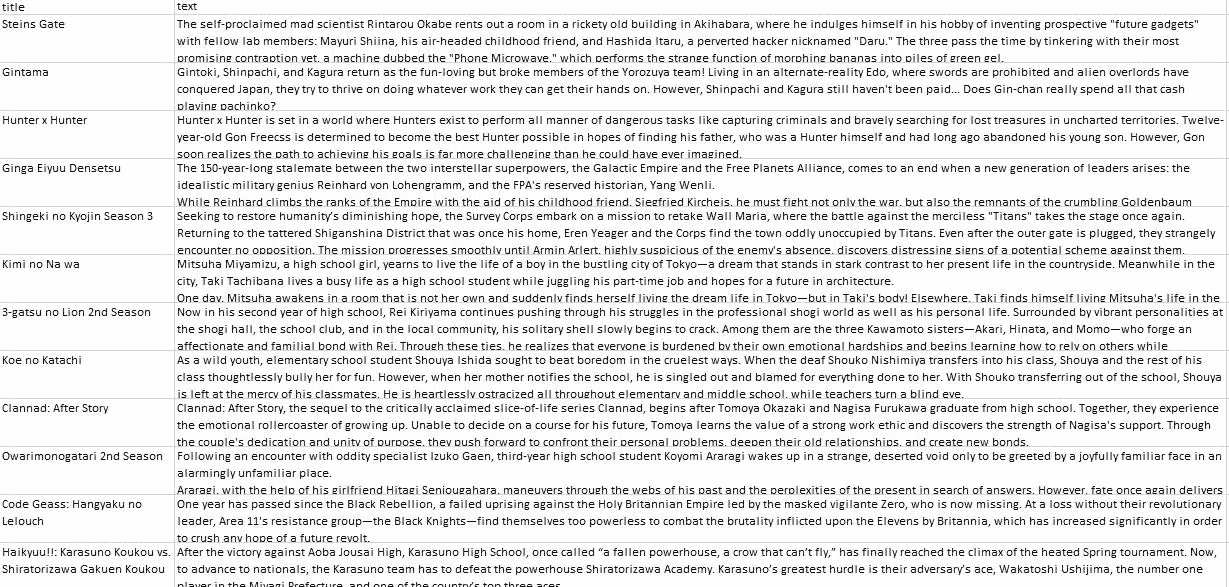 title text
Steins Gate
The self-proclaimed mad scientist Rintarou Okabe rents out a room in a rickety old building in Akihabara, where he indulges himself in his hobby of inventing prospective "future gadgets"
with fellow lab members: Mayuri Shiina, his air-headed childhood friend, and Hashida Itaru, a perverted hacker nicknamed "Daru." The three pass the time by tinkering with their most
promising contraption yet, a machine dubbed the "Phone Microwave," which performs the strange function of morphing bananas into piles of green gel.
Gintama
Gintoki, Shinpachi, and Kagura return as the fun-loving but broke members of the Yorozuya team! Living in an alternate-reality Edo, where swords are prohibited and alien overlords have
conquered Japan, they try to thrive on doing whatever work they can get their hands on. However, Shinpachi and Kagura still haven't been paid... Does Gin-chan really spend all that cash
playing pachinko?
Hunter x Hunter
Hunter x Hunter is set in a world where Hunters exist to perform all manner of dangerous tasks like capturing criminals and bravely searching for lost treasures in uncharted territories. Twelve-
year-old Gon Freecss is determined to become the best Hunter possible in hopes of finding his father, who was a Hunter himself and had long ago abandoned his young son. However, Gon
soon realizes the path to achieving his goals is far more challenging than he could have ever imagined.
Ginga Eiyuu Densetsu
The 150-year-long stalemate between the two interstellar superpowers, the Galactic Empire and the Free Planets Alliance, comes to an end when a new generation of leaders arises: the
idealistic military genius Reinhard von Lohengramm, and the FPA's reserved historian, Yang Wenli.
While Reinhard climbs the ranks of the Empire with the aid of his childhood friend, Siegfried Kircheis, he must fight not only the war, but also the remnants of the crumbling Goldenbaum
Shingeki no Kyojin Season 3
Seeking to restore humanity's diminishing hope, the Survey Corps embark on a mission to retake Wall Maria, where the battle against the merciless "Titans" takes the stage once again.
Returning to the tattered Shiganshina District that was once his home, Eren Yeager and the Corps find the town oddly unoccupied by Titans. Even after the outer gate is plugged, they strangely
encounter no opposition. The mission progresses smoothly until Armin Arlert, highly suspicious of the enemy's absence, discovers distressing signs of a potential scheme against them.
Kimi no Na wa
Mitsuha Miyamizu, a high school girl, yearns to live the life of a boy in the bustling city of Tokyo—a dream that stands in stark contrast to her present life in the countryside. Meanwhile in the
city, Taki Tachibana lives a busy life as a high school student while juggling his part-time job and hopes for a future in architecture.
One day, Mitsuha awakens in a room that is not her own and suddenly finds herself living the dream life in Tokyo—but in Taki's body! Elsewhere, Taki finds himself living Mitsuha's life in the
3-gatsu no Lion 2nd Season
Now in his second year of high school, Rei Kiriyama continues pushing through his struggles in the professional shogi world as well as his personal life. Surrounded by vibrant personalities at
the shogi hall, the school club, and in the local community, his solitary shell slowly begins to crack. Among them are the three Kawamoto sisters—Akari, Hinata, and Momo—who forge an
affectionate and familial bond with Rei. Through these ties, he realizes that everyone is burdened by their own emotional hardships and begins learning how to rely on others while
Koe no Katachi
As a wild youth, elementary school student Shouya Ishida sought to beat boredom in the cruelest ways. When the deaf Shouko Nishimiya transfers into his class, Shouya and the rest of his
class thoughtlessly bully her for fun. However, when her mother notifies the school, he is singled out and blamed for everything done to her. With Shouko transferring out of the school, Shouya
is left at the mercy of his classmates. He is heartlessly ostracized all throughout elementary and middle school, while teachers turn a blind eye.
Clannad: After Story
Clannad: After Story, the sequel to the critically acclaimed slice-of-life series Clannad, begins after Tomoya Okazaki and Nagisa Furukawa graduate from high school. Together, they experience
the emotional rollercoaster of growing up. Unable to decide on a course for his future, Tomoya learns the value of a strong work ethic and discovers the strength of Nagisa's support. Through
the couple's dedication and unity of purpose, they push forward to confront their personal problems, deepen their old relationships, and create new bonds.
Owarimonogatari 2nd Season
Following an encounter with oddity specialist Izuko Gaen, third-year high school student Koyomi Araragi wakes up in a strange, deserted void only to be greeted by a joyfully familiar face in an
alarmingly unfamiliar place.
Araragi, with the help of his girlfriend Hitagi Senjougahara, maneuvers through the webs of his past and the perplexities of the present in search of answers. However, fate once again delivers
Code Geass: Hangyaku no
Lelouch
One year has passed since the Black Rebellion, a failed uprising against the Holy Britannian Empire led by the masked vigilante Zero, who is now missing. At a loss without their revolutionary
leader, Area 11's resistance group—the Black Knights—find themselves too powerless to combat the brutality inflicted upon the Elevens by Britannia, which has increased significantly in order
to crush any hope of a future revolt.
Haikyuu!!: Karasuno Koukou vs.
Shiratorizawa Gakuen Koukou
After the victory against Aoba Jousai High, Karasuno High School, once called “a fallen powerhouse, a crow that can’t fly,” has finally reached the climax of the heated Spring tournament. Now,
to advance to nationals, the Karasuno team has to defeat the powerhouse Shiratorizawa Academy. Karasuno’s greatest hurdle is their adversary’s ace, Wakatoshi Ushijima, the number one
player in the Miyagi Prefecture, and one of the country’s top three aces.